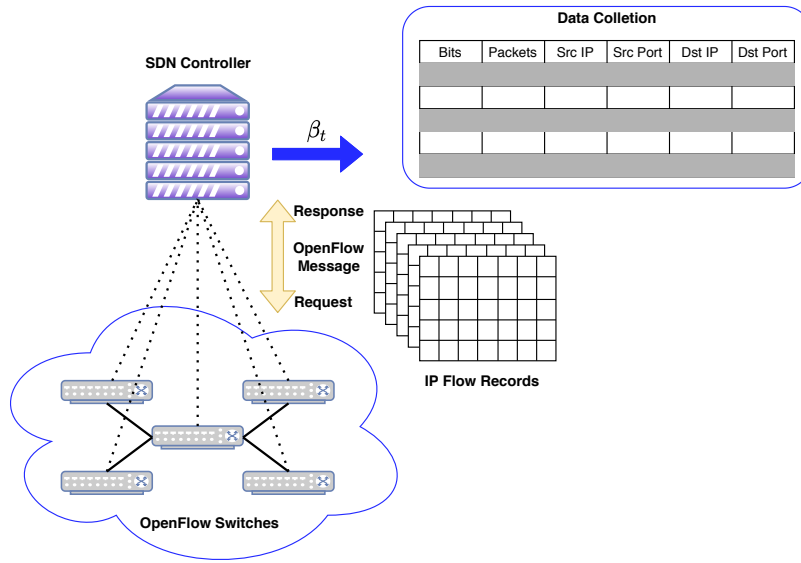 Data Colletion
Bits Packets Src IP Src Port Dst IP Dst Port
SDN Controller
β_t
Response
OpenFlow
Message
Request
IP Flow Records
OpenFlow Switches